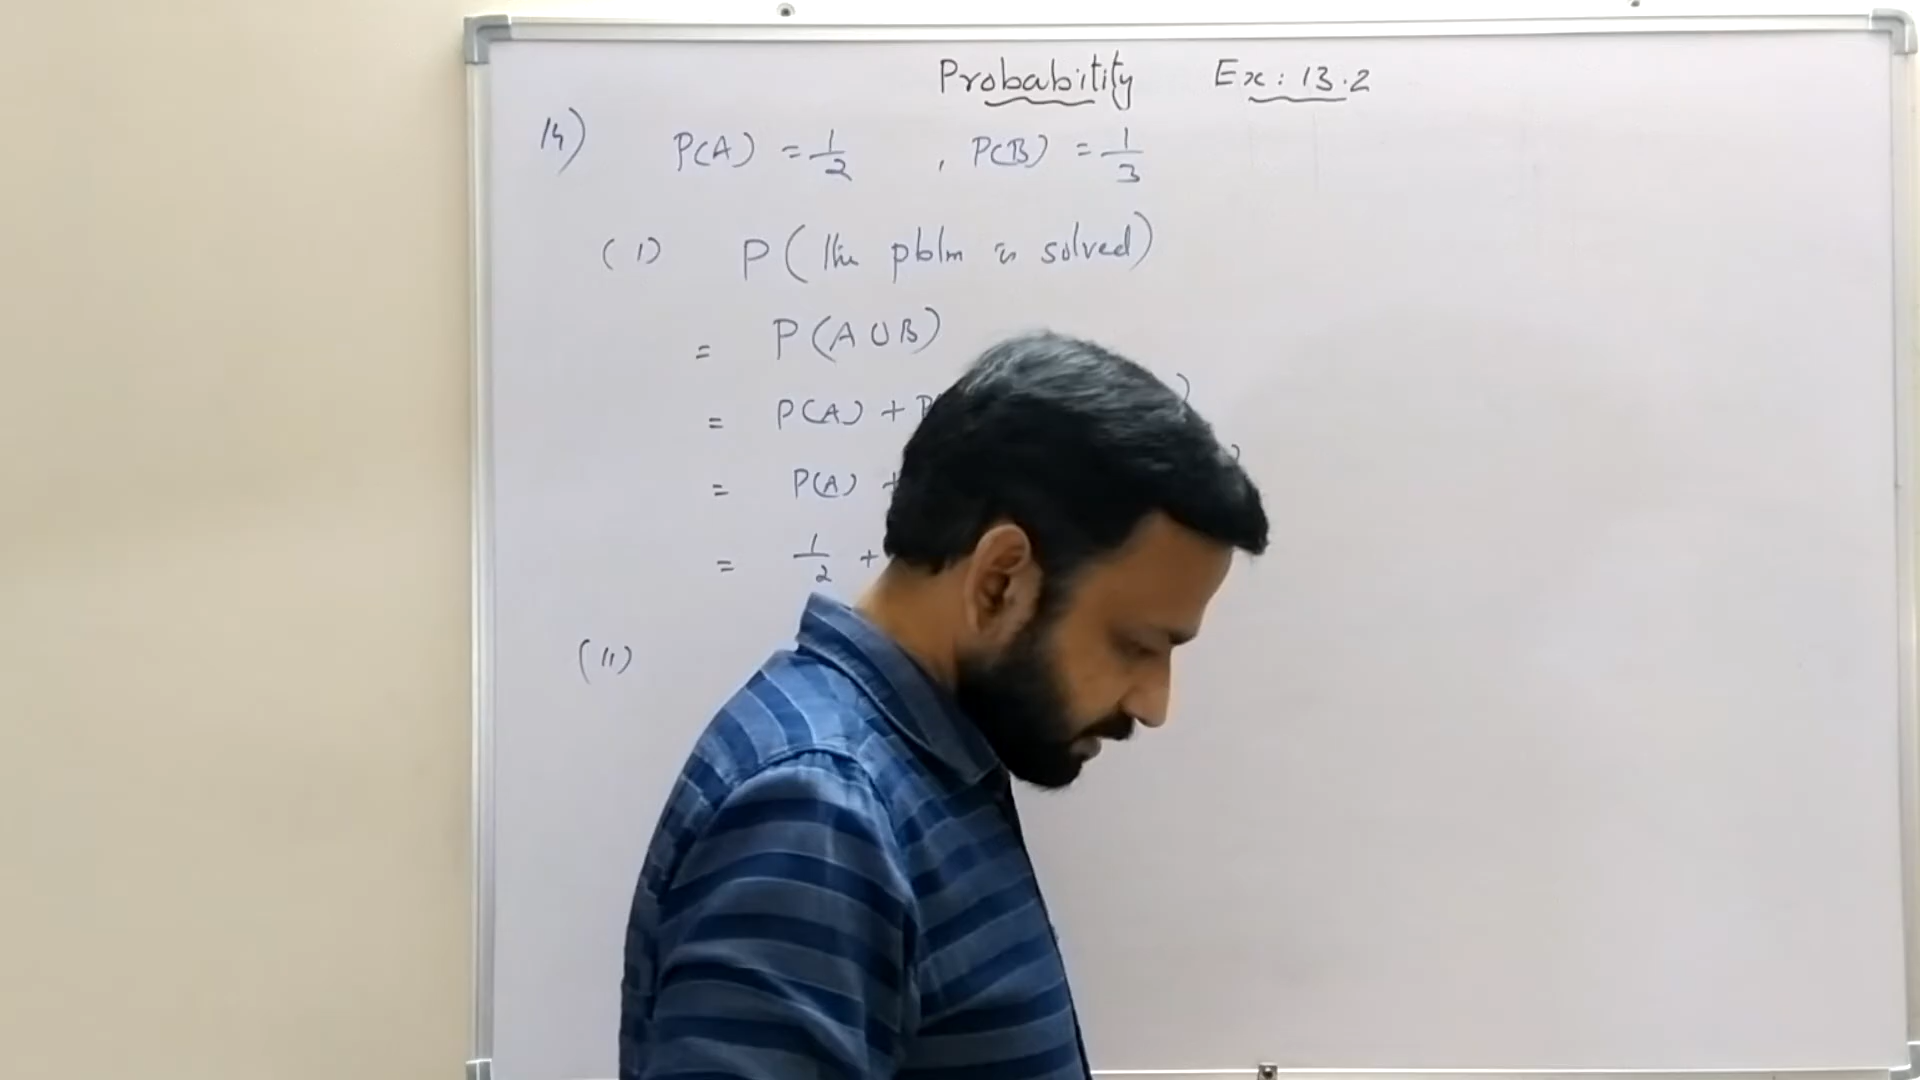 Probability Ex: 13.2
14) P(A) = 1/2 , P(B) = 1/3
(i) P(the pblm is solved)
= P(A∪B)
= P(A) + P( )
= P(A) + )
= 1/2 +
(ii)